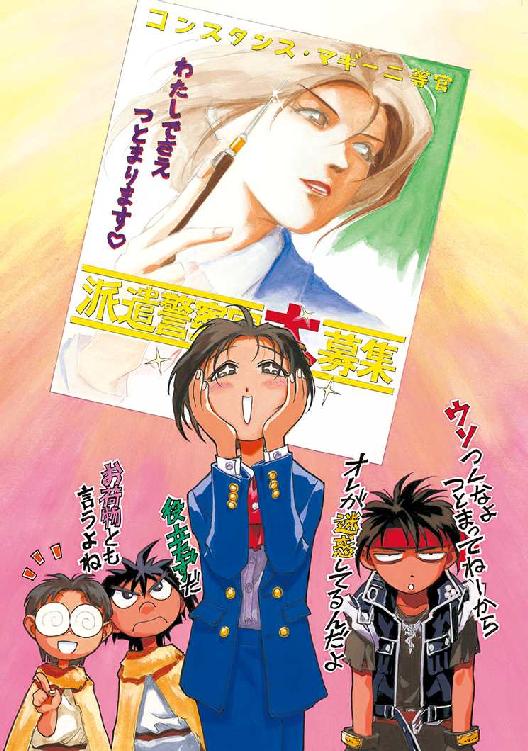 コンスタンス・マギー二等官
わたしでさえ
つとまります♡
派遣警察官大募集
ウソつくなよ
つとまってねーから
オレが迷惑してるんだよ
役立たずだ
お荷物とも
言うよね